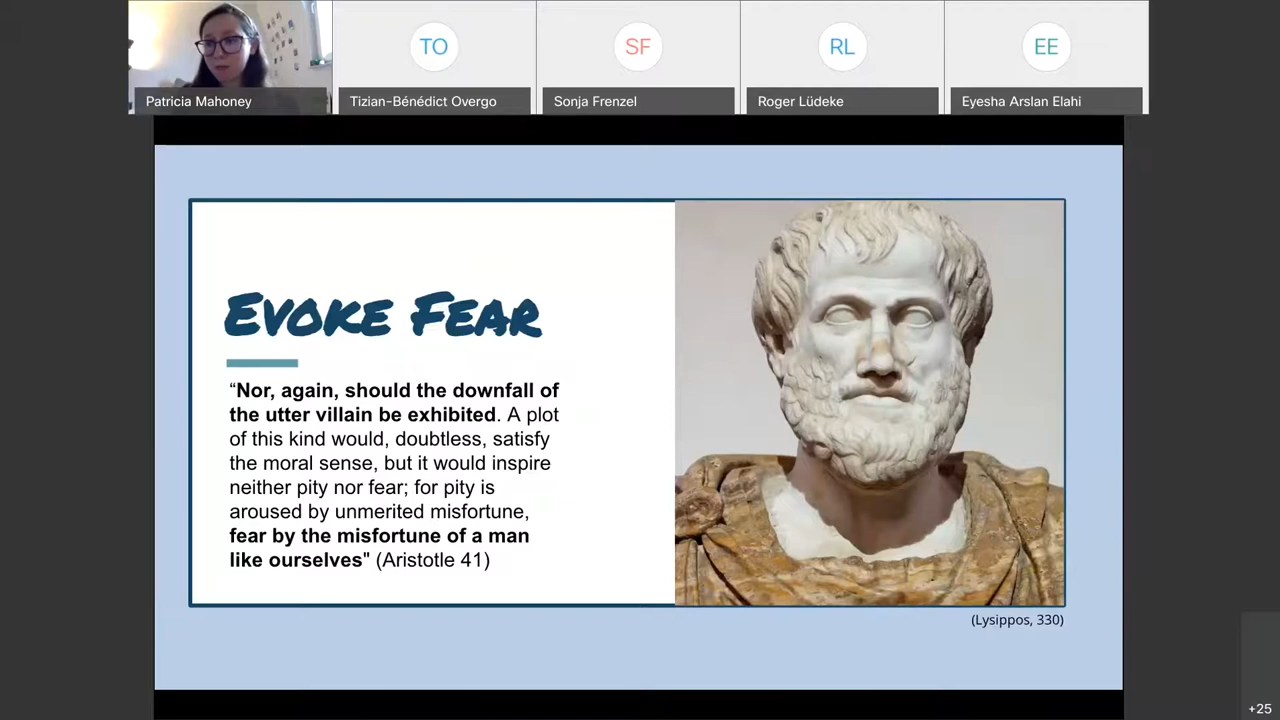 TO
SF
RL
EE
Patricia Mahoney
Tizian-Bénédict Overgo
Sonja Frenzel
Roger Lüdeke
Eyesha Arslan Elahi
EVOKE FEAR
“Nor, again, should the downfall of
the utter villain be exhibited. A plot
of this kind would, doubtless, satisfy
the moral sense, but it would inspire
neither pity nor fear; for pity is
aroused by unmerited misfortune,
fear by the misfortune of a man
like ourselves" (Aristotle 41)
(Lysippos, 330)
+25